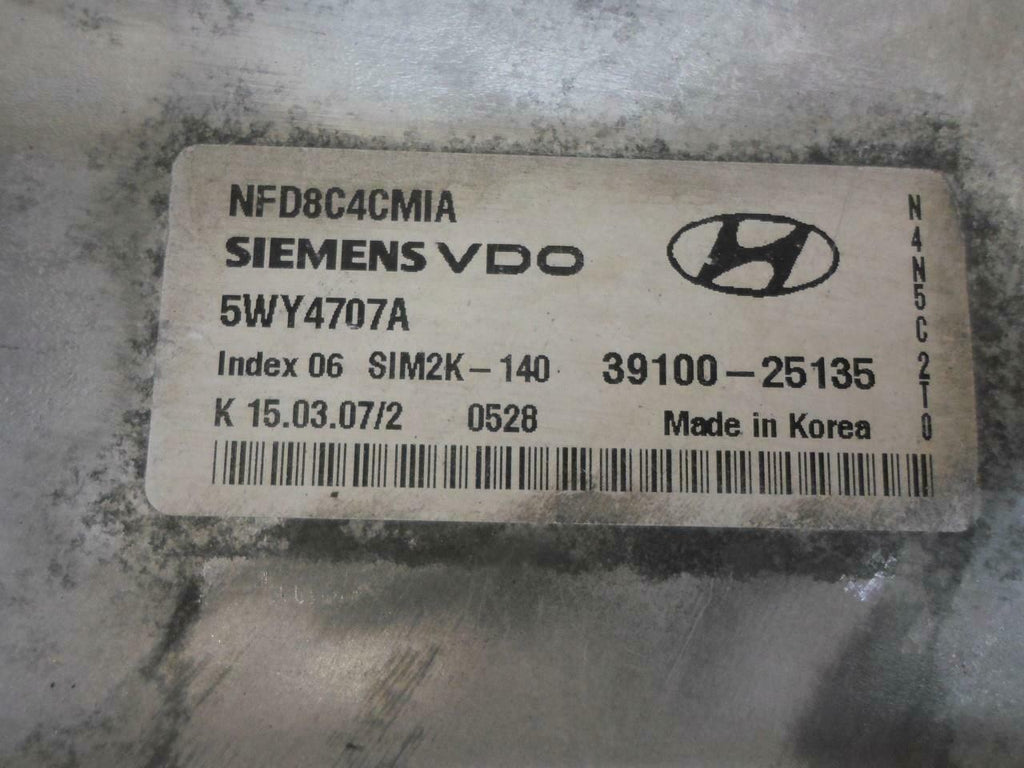 NFD8C4CMIA
SIEMENS VDO
5WY4707A
Index 06 SIM2K-140 39100-25135
K 15.03.07/2 0528 Made in Korea
N4N5C2T0